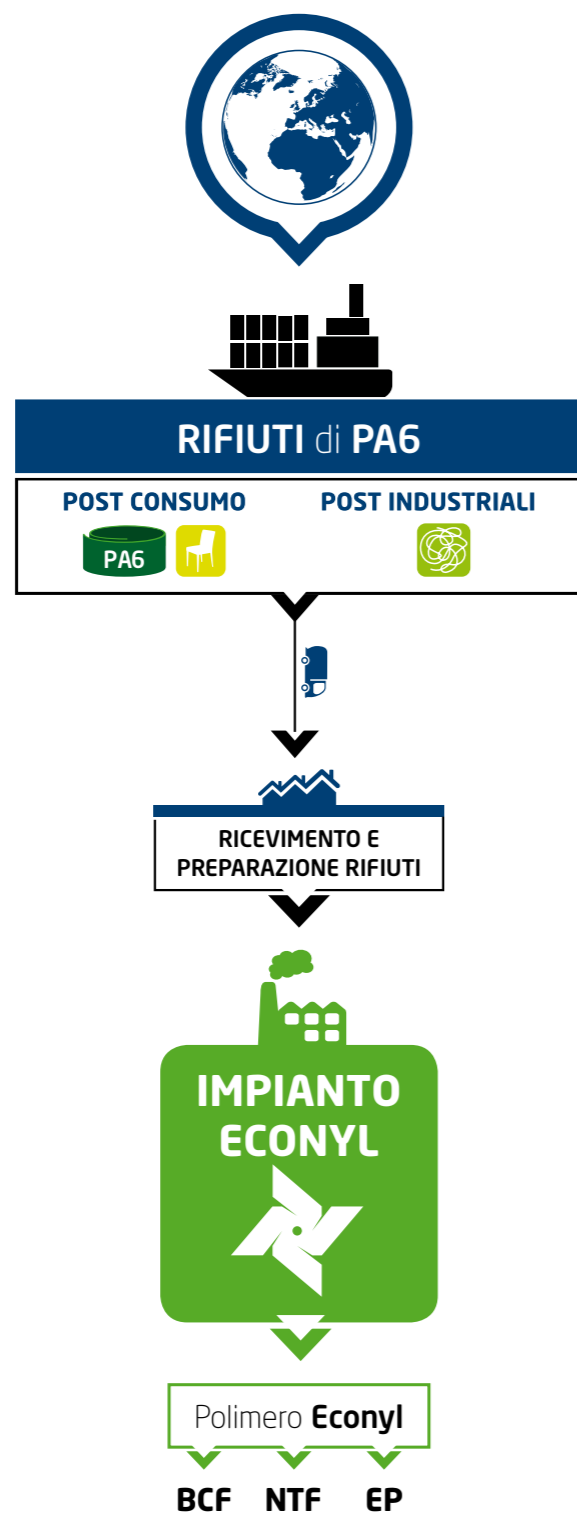 RIFIUTI di PA6
POST CONSUMO
POST INDUSTRIALI
PA6
RICEVIMENTO E
PREPARAZIONE RIFIUTI
IMPIANTO
ECONYL
Polimero Econyl
BCF NTF EP